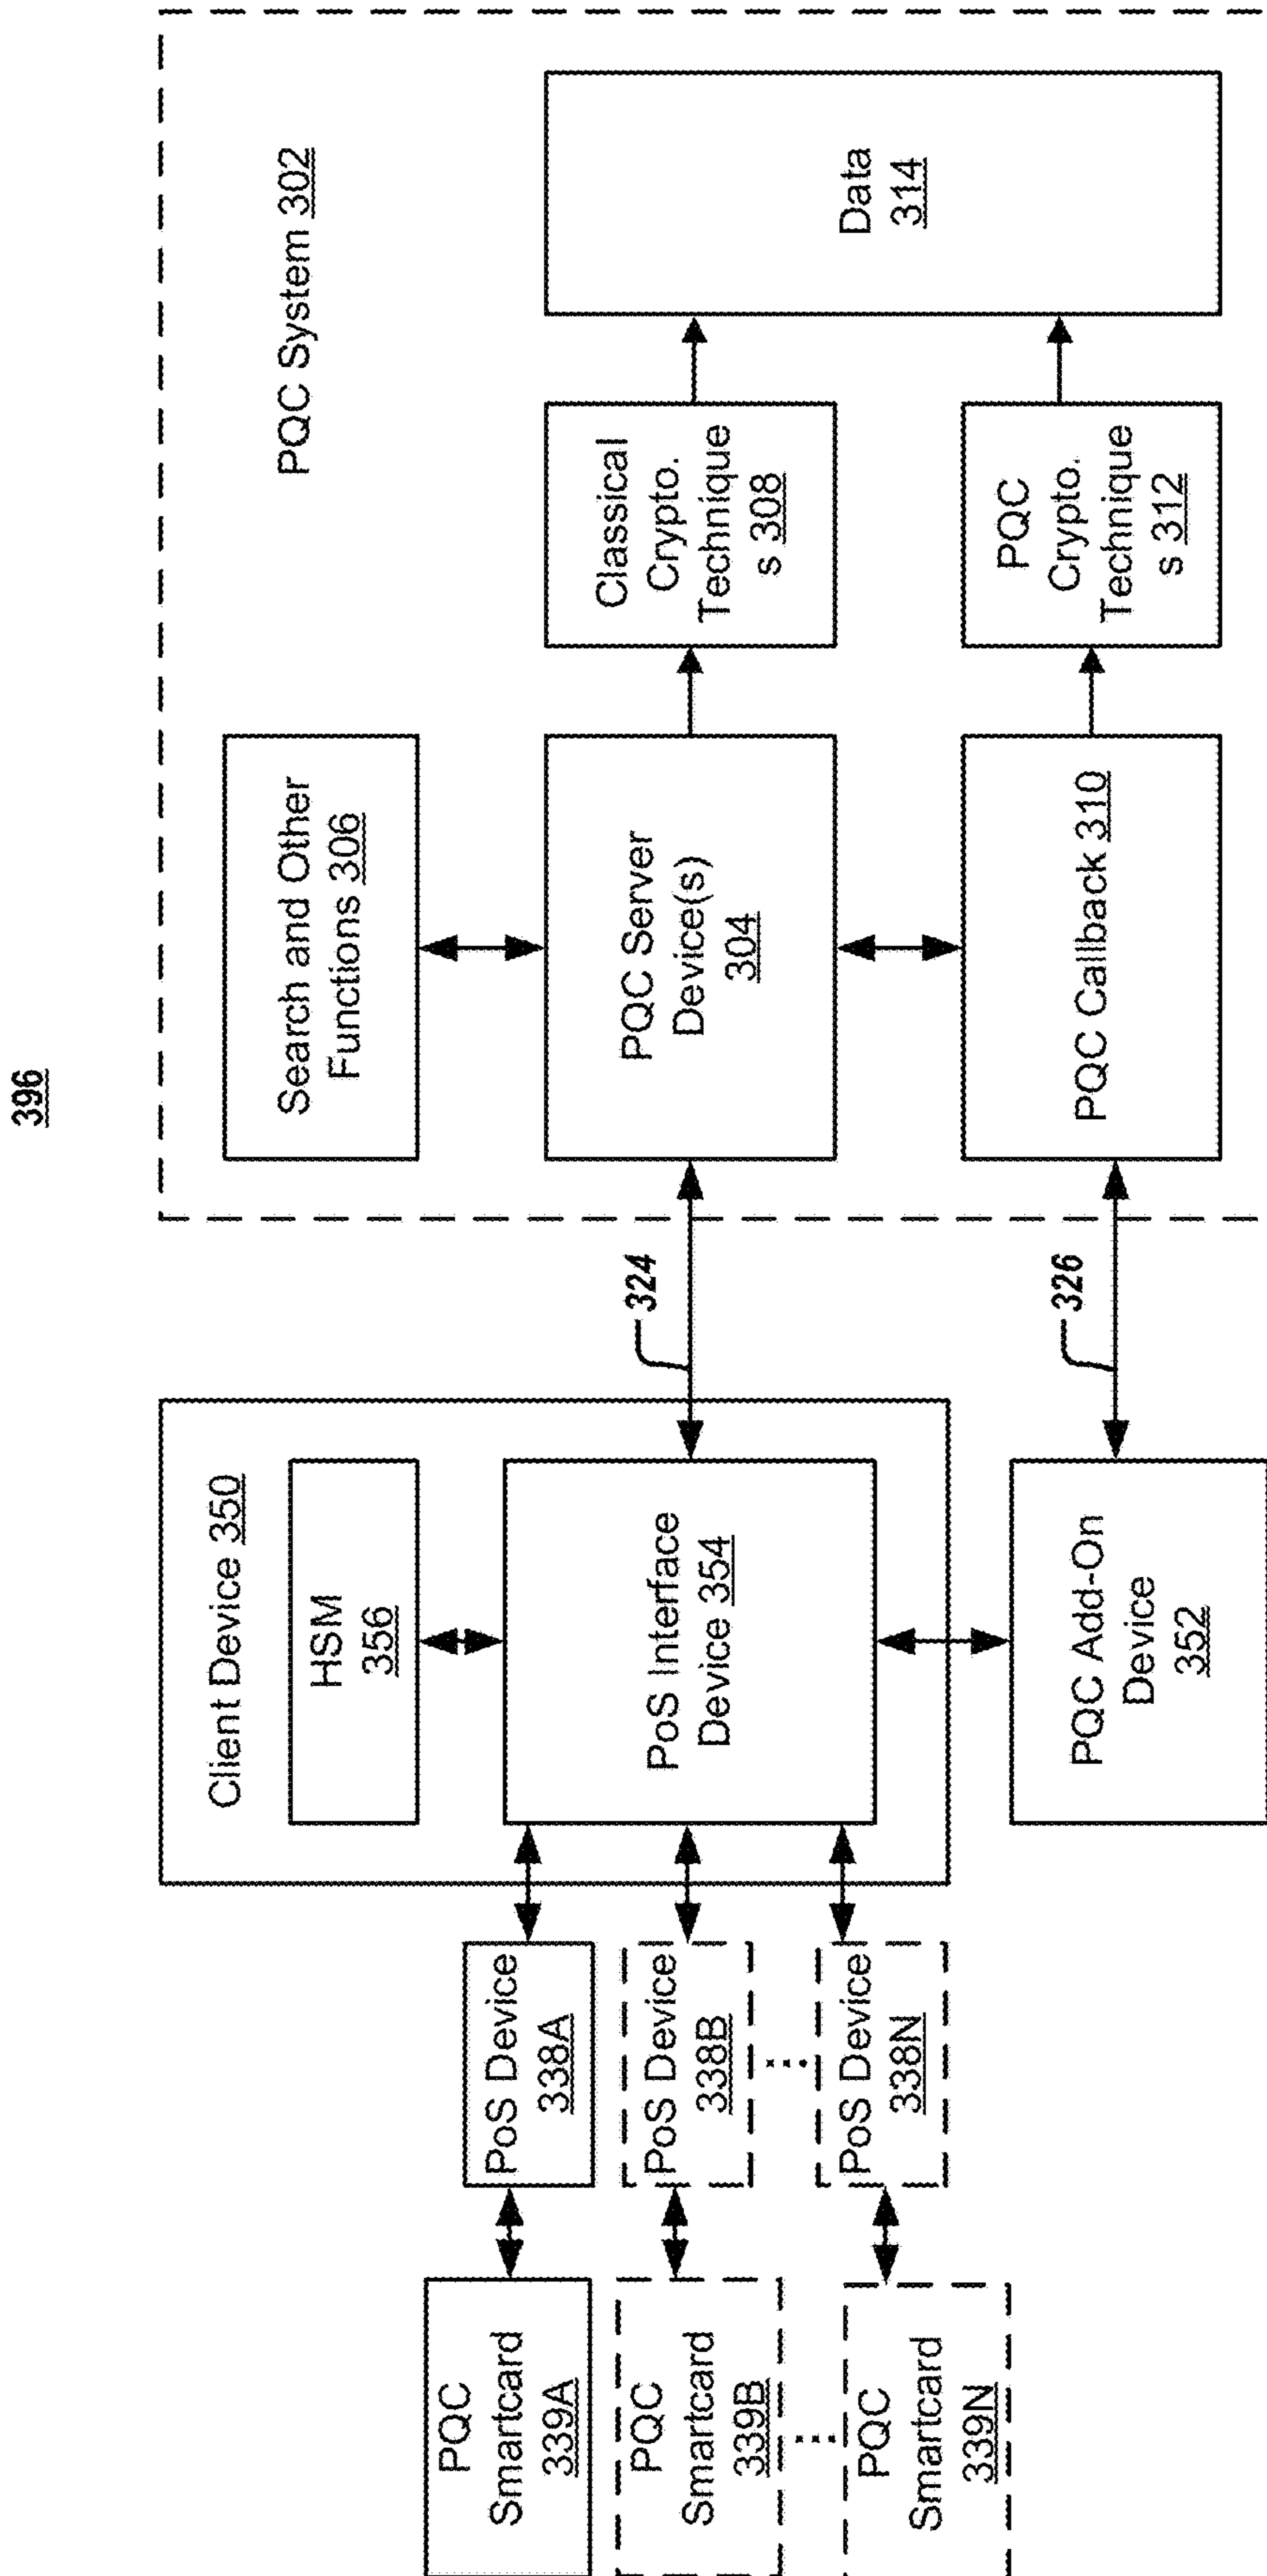 396
PQC System 302
Search and Other
Functions 306
PQC Server
Device(s)
304
Classical
Crypto.
Technique
s 308
Data
314
PQC Callback 310
PQC
Crypto.
Technique
s 312
324
326
Client Device 350
HSM
356
PoS Interface
Device 354
PQC Add-On
Device
352
PoS Device
338A
PoS Device
338B
...
PoS Device
338N
PQC
Smartcard
339A
PQC
Smartcard
339B
...
PQC
Smartcard
339N